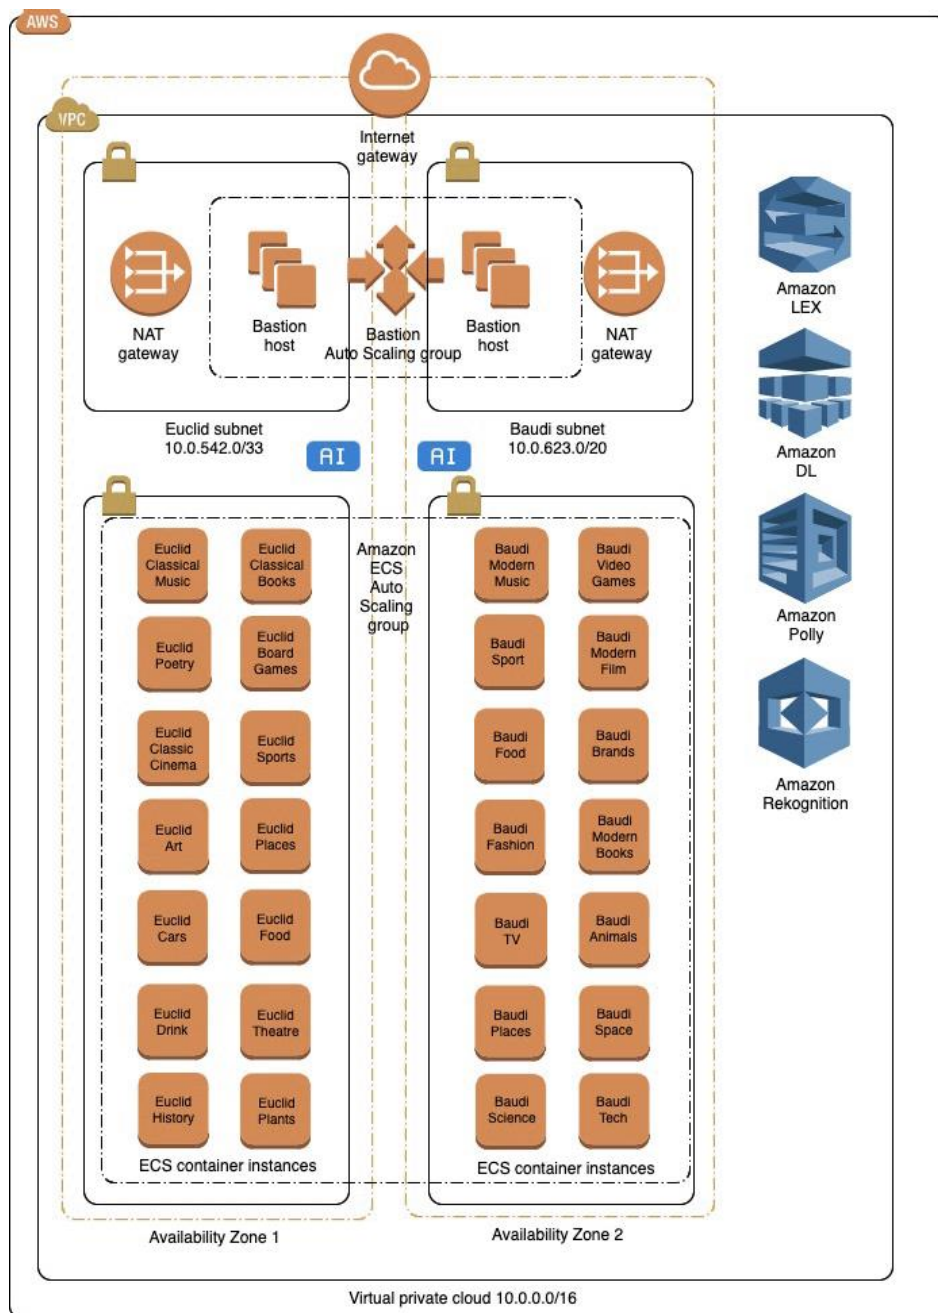 AWS
VPC
Internet
gateway
NAT
gateway
Bastion
host
Bastion
Auto Scaling group
Bastion
host
NAT
gateway
Euclid subnet
10.0.542.0/33
Baudi subnet
10.0.623.0/20
AI
AI
Amazon
LEX
Amazon
DL
Amazon
Polly
Amazon
Rekognition
Amazon
ECS
Auto
Scaling
group
Euclid
Classical
Music
Euclid
Classical
Books
Euclid
Poetry
Euclid
Board
Games
Euclid
Classic
Cinema
Euclid
Sports
Euclid
Art
Euclid
Places
Euclid
Cars
Euclid
Food
Euclid
Drink
Euclid
Theatre
Euclid
History
Euclid
Plants
ECS container instances
Baudi
Modern
Music
Baudi
Video
Games
Baudi
Sport
Baudi
Modern
Film
Baudi
Food
Baudi
Brands
Baudi
Fashion
Baudi
Modern
Books
Baudi
TV
Baudi
Animals
Baudi
Places
Baudi
Space
Baudi
Science
Baudi
Tech
ECS container instances
Availability Zone 1
Availability Zone 2
Virtual private cloud 10.0.0.0/16